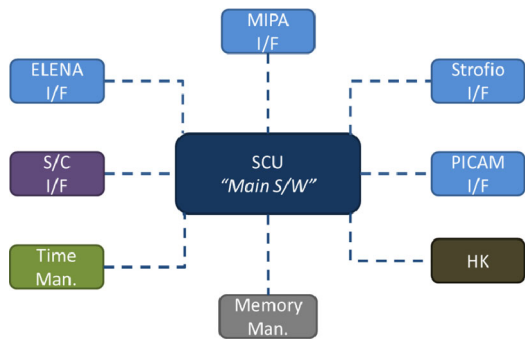 MIPA
I/F
ELENA
I/F
Strofio
I/F
S/C
I/F
SCU
“Main S/W”
PICAM
I/F
Time
Man.
HK
Memory
Man.